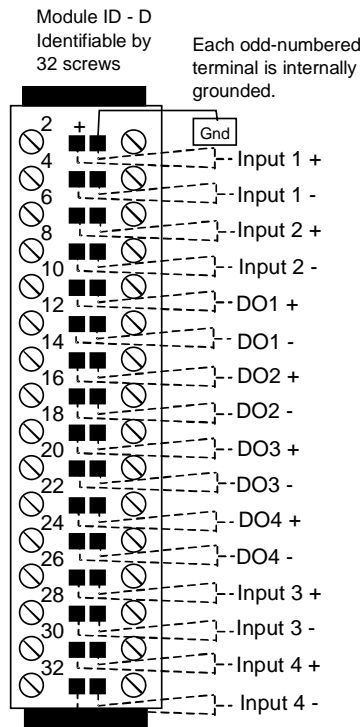 Module ID - D
Identifiable by
32 screws
Each odd-numbered
terminal is internally
grounded.
2
+
Gnd
4
Input 1 +
6
Input 1 -
8
Input 2 +
10
Input 2 -
12
DO1 +
14
DO1 -
16
DO2 +
18
DO2 -
20
DO3 +
22
DO3 -
24
DO4 +
26
DO4 -
28
Input 3 +
30
Input 3 -
32
Input 4 +
Input 4 -